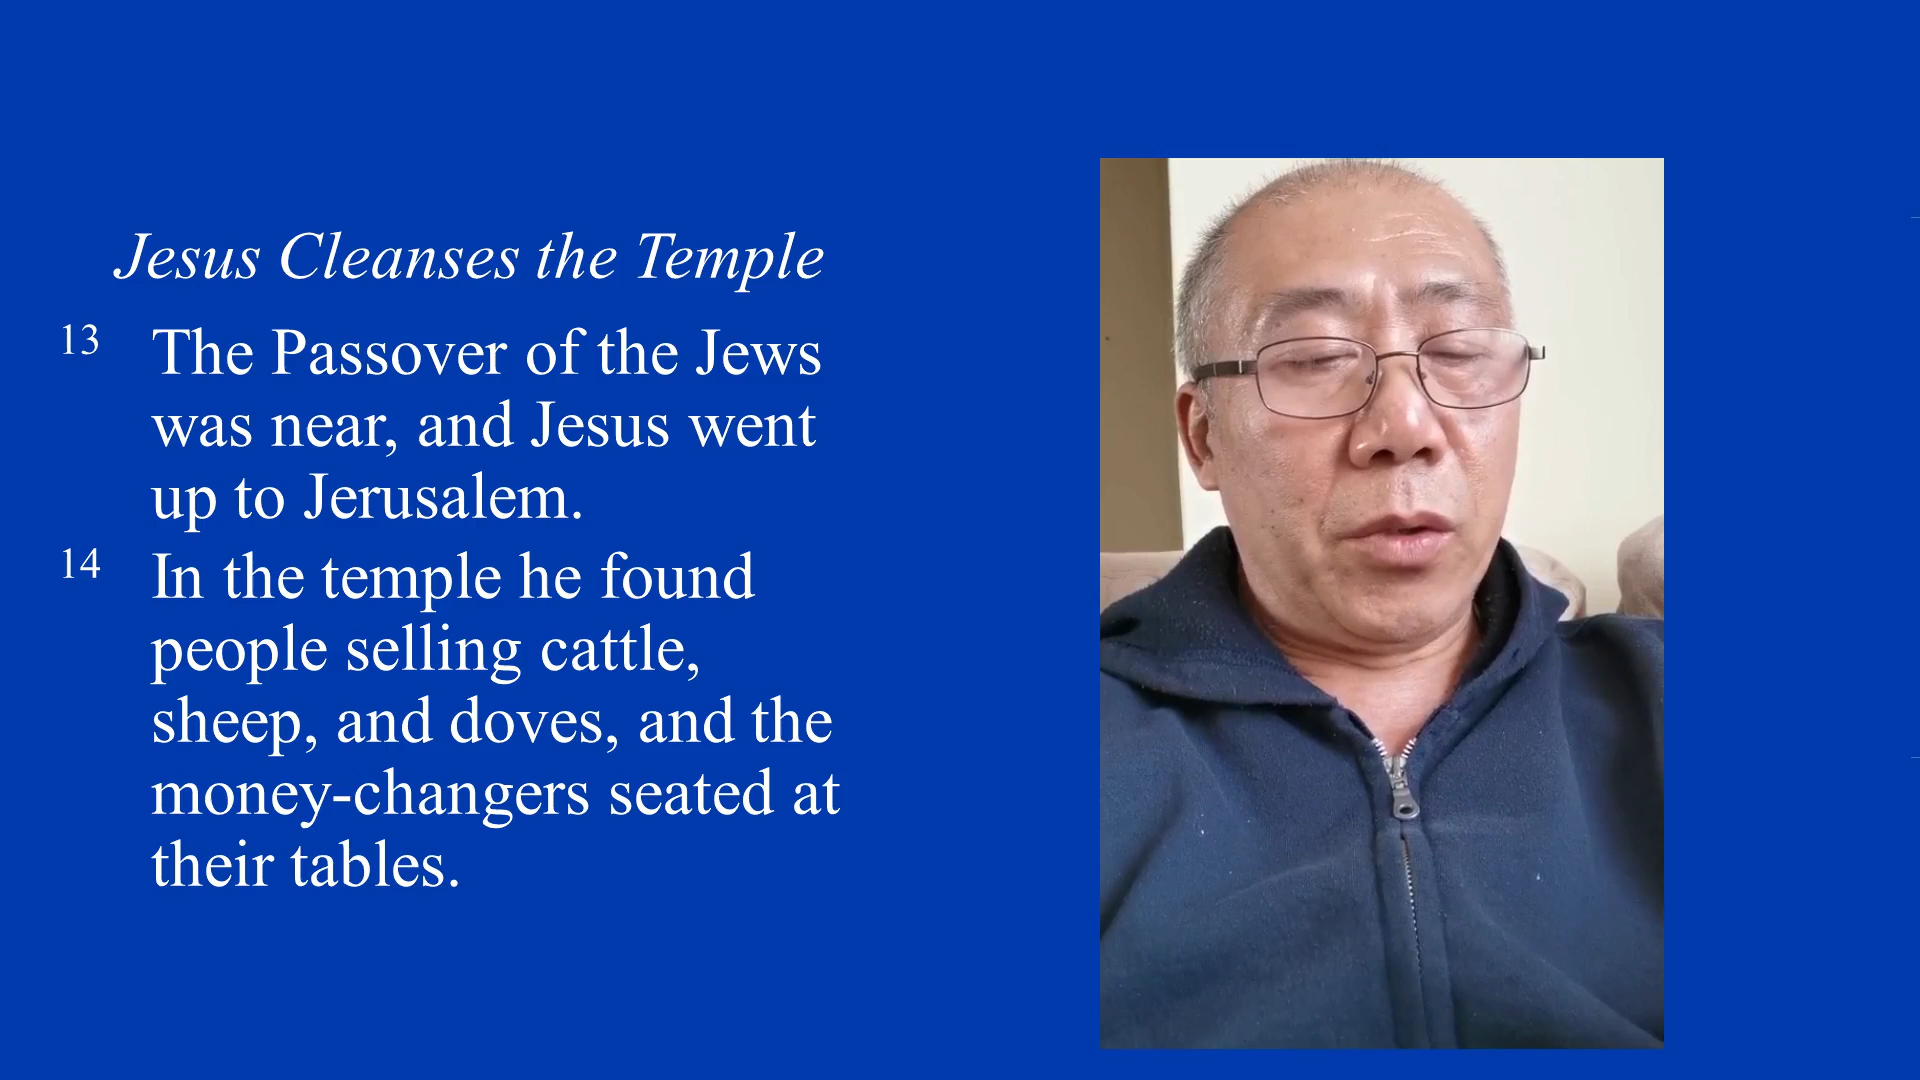 Jesus Cleanses the Temple
13 The Passover of the Jews
was near, and Jesus went
up to Jerusalem.
14 In the temple he found
people selling cattle,
sheep, and doves, and the
money-changers seated at
their tables.